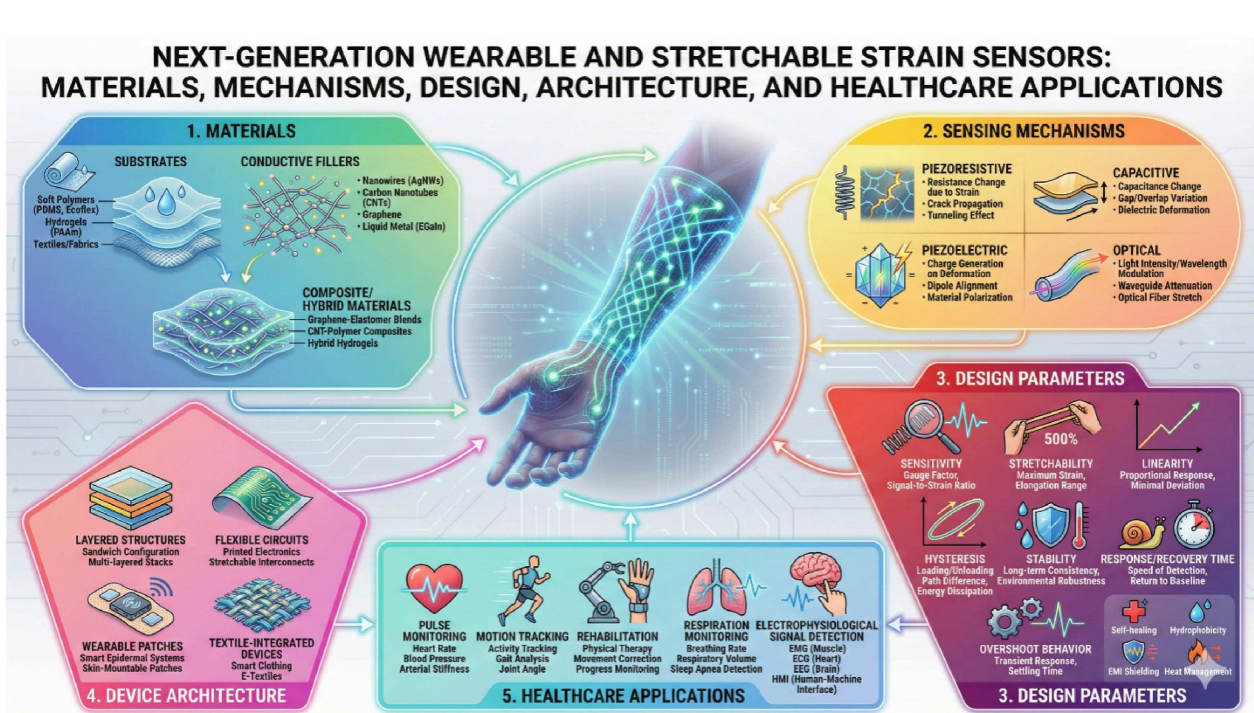 NEXT-GENERATION WEARABLE AND STRETCHABLE STRAIN SENSORS:
MATERIALS, MECHANISMS, DESIGN, ARCHITECTURE, AND HEALTHCARE APPLICATIONS
1. MATERIALS
SUBSTRATES
Soft Polymers
(PDMS, Ecoflex)
Hydrogels
(PAAm)
Textiles/Fabrics
CONDUCTIVE FILLERS
• Nanowires (AgNWs)
• Carbon Nanotubes
(CNTs)
• Graphene
• Liquid Metal (EGaIn)
COMPOSITE/
HYBRID MATERIALS
Graphene-Elastomer Blends
CNT-Polymer Composites
Hybrid Hydrogels
2. SENSING MECHANISMS
PIEZORESISTIVE
• Resistance Change
due to Strain
• Crack Propagation
• Tunneling Effect
CAPACITIVE
• Capacitance Change
• Gap/Overlap Variation
• Dielectric Deformation
PIEZOELECTRIC
• Charge Generation
on Deformation
• Dipole Alignment
• Material Polarization
OPTICAL
• Light Intensity/Wavelength
Modulation
• Waveguide Attenuation
• Optical Fiber Stretch
3. DESIGN PARAMETERS
SENSITIVITY
Gauge Factor,
Signal-to-Strain Ratio
500%
STRETCHABILITY
Maximum Strain,
Elongation Range
LINEARITY
Proportional Response,
Minimal Deviation
HYSTERESIS
Loading/Unloading
Path Difference,
Energy Dissipation
STABILITY
Long-term Consistency,
Environmental Robustness
RESPONSE/RECOVERY TIME
Speed of Detection,
Return to Baseline
OVERSHOOT BEHAVIOR
Transient Response,
Settling Time
Self-healing
Hydrophobicity
EMI Shielding
Heat Management
3. DESIGN PARAMETERS
LAYERED STRUCTURES
Sandwich Configuration
Multi-layered Stacks
FLEXIBLE CIRCUITS
Printed Electronics
Stretchable Interconnects
WEARABLE PATCHES
Smart Epidermal Systems
Skin-Mountable Patches
TEXTILE-INTEGRATED
DEVICES
Smart Clothing
E-Textiles
4. DEVICE ARCHITECTURE
PULSE
MONITORING
Heart Rate
Blood Pressure
Arterial Stiffness
MOTION TRACKING
Activity Tracking
Gait Analysis
Joint Angle
REHABILITATION
Physical Therapy
Movement Correction
Progress Monitoring
RESPIRATION
MONITORING
Breathing Rate
Respiratory Volume
Sleep Apnea Detection
ELECTROPHYSIOLOGICAL
SIGNAL DETECTION
EMG (Muscle)
ECG (Heart)
EEG (Brain)
HMI (Human-Machine
Interface)
5. HEALTHCARE APPLICATIONS